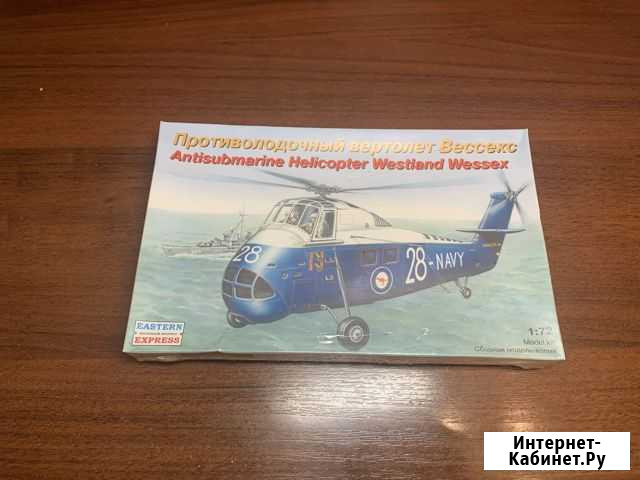 Противолодочный вертолет Вессекс
Antisubmarine Helicopter Westland Wessex
28
28-NAVY
EASTERN
EXPRESS
1:72
Model kit
Сборная модель-копия
Интернет-
Кабинет.Ру